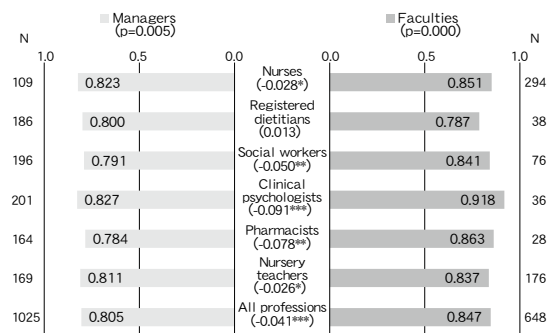 Managers
(p=0.005)
Faculties
(p=0.000)
N
N
1.0 0.5 0.0 0.0 0.5 1.0
Nurses
109 0.823 (-0.028*) 0.851 294
Registered
dietitians
186 0.800 (0.013) 0.787 38
Social workers
196 0.791 (-0.050**) 0.841 76
Clinical
psychologists
201 0.827 (-0.091***) 0.918 36
Pharmacists
164 0.784 (-0.078**) 0.863 28
Nursery
teachers
169 0.811 (-0.026*) 0.837 176
All professions
1025 0.805 (-0.041***) 0.847 648